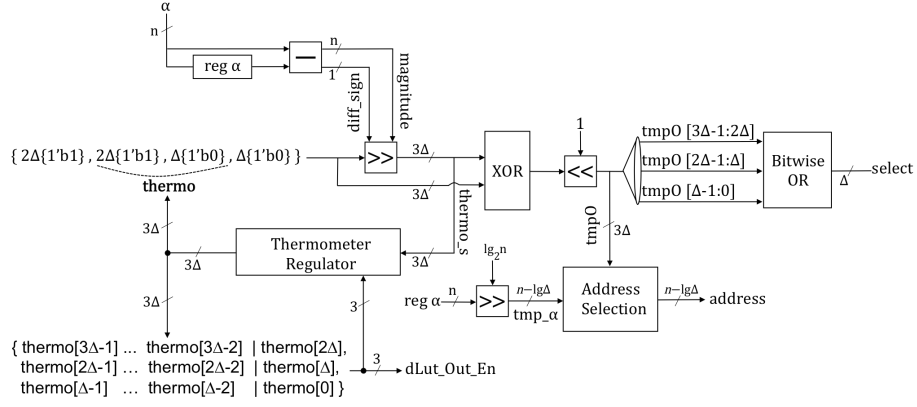 α
n
reg α
—
n
1
diff_sign
magnitude
{ 2Δ{1'b1} , 2Δ{1'b1} , Δ{1'b0} , Δ{1'b0} }
thermo
>>
3Δ
3Δ
XOR
1
<<
tmpO [3Δ-1:2Δ]
tmpO [2Δ-1:Δ]
tmpO [Δ-1:0]
Bitwise
OR
Δ
select
thermo_s
tmpO
3Δ
3Δ
3Δ
Thermometer
Regulator
3Δ
lg2n
reg α
n
>>
n–lgΔ
tmp_α
Address
Selection
n–lgΔ
address
3Δ
3
{ thermo[3Δ-1] ... thermo[3Δ-2] | thermo[2Δ],
thermo[2Δ-1] ... thermo[2Δ-2] | thermo[Δ],
thermo[Δ-1] ... thermo[Δ-2] | thermo[0] }
3
dLut_Out_En